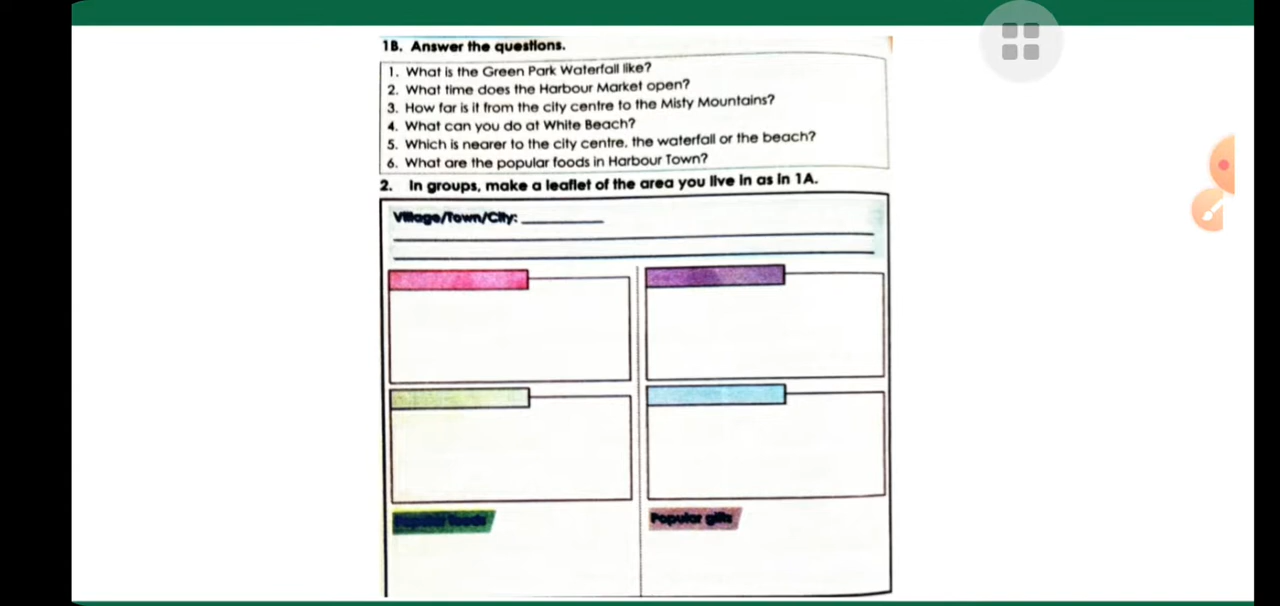 1B. Answer the questions.
1. What is the Green Park Waterfall like?
2. What time does the Harbour Market open?
3. How far is it from the city centre to the Misty Mountains?
4. What can you do at White Beach?
5. Which is nearer to the city centre, the waterfall or the beach?
6. What are the popular foods in Harbour Town?
2. In groups, make a leaflet of the area you live in as in 1A.
Village/Town/City:
Popular foods
Popular gifts